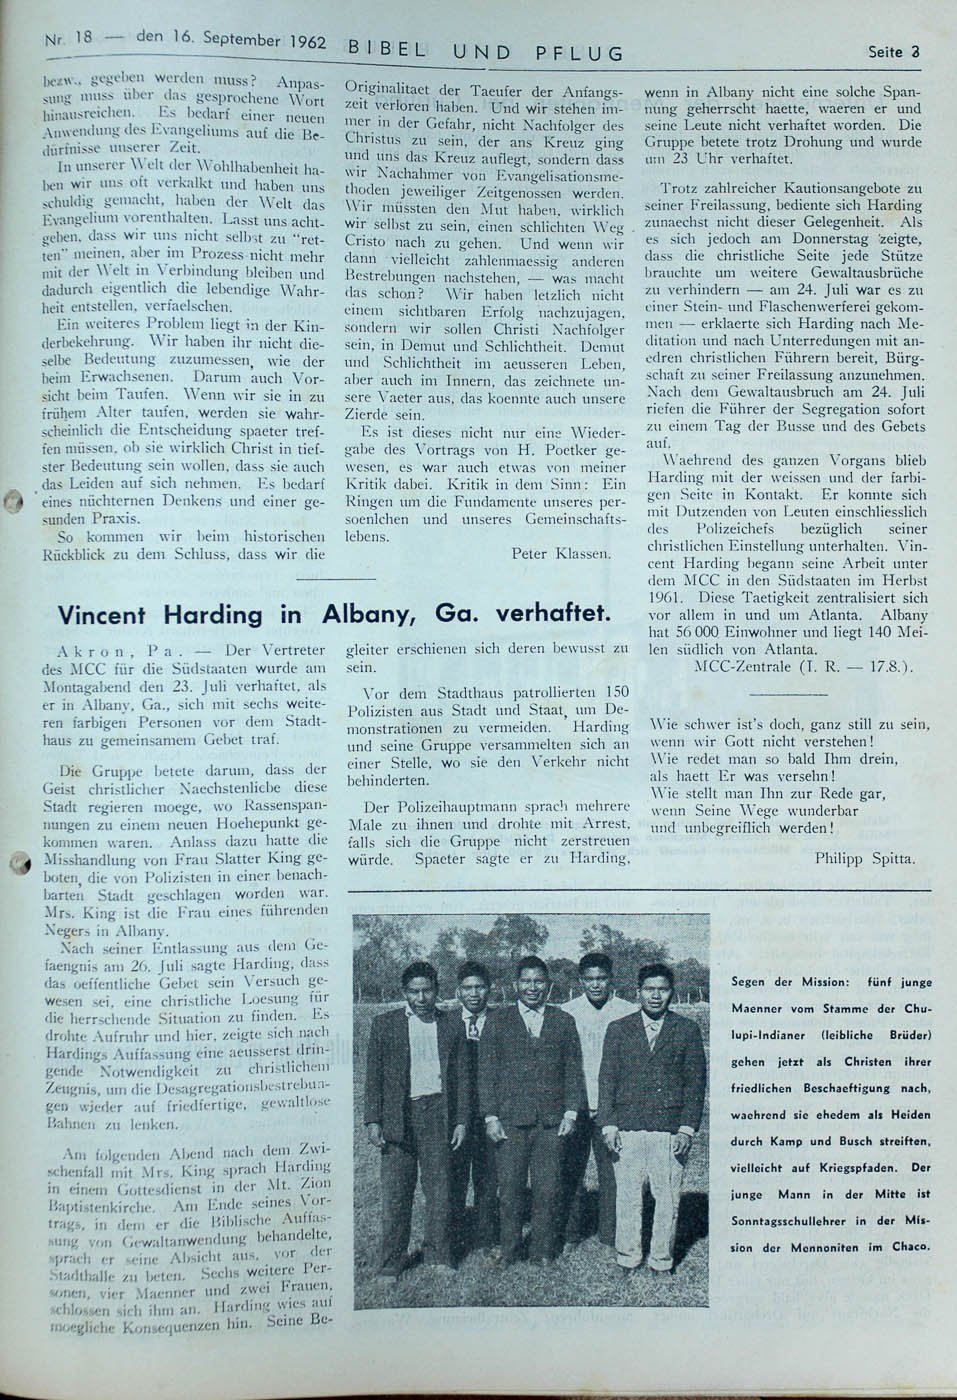 Nr. 18 — den 16. September 1962 BIBEL UND PFLUG Seite 3
bezw., gegeben werden muss? Anpas-
sung muss über das gesprochene Wort
hinausreichen. Es bedarf einer neuen
Anwendung des Evangeliums auf die Be-
dürfnisse unserer Zeit.
In unserer Welt der Wohlhabenheit ha-
ben wir uns oft verkalkt und haben uns
schuldig gemacht, haben der Welt das
Evangelium vorenthalten. Lasst uns acht-
geben, dass wir uns nicht selbst zu "ret-
ten" meinen, aber im Prozess nicht mehr
mit der Welt in Verbindung bleiben und
dadurch eigentlich die lebendige Wahr-
heit entstellen, verfaelschen.
Ein weiteres Problem liegt in der Kin-
derbekehrung. Wir haben ihr nicht die-
selbe Bedeutung zuzumessen, wie der
beim Erwachsenen. Darum auch Vor-
sicht beim Taufen. Wenn wir sie in zu
frühem Alter taufen, werden sie wahr-
scheinlich die Entscheidung spaeter tref-
fen müssen, ob sie wirklich Christ in tief-
ster Bedeutung sein wollen, dass sie auch
das Leiden auf sich nehmen. Es bedarf
eines nüchternen Denkens und einer ge-
sunden Praxis.
So kommen wir beim historischen
Rückblick zu dem Schluss, dass wir die
Originalitaet der Taeufer der Anfangs-
zeit verloren haben. Und wir stehen im-
mer in der Gefahr, nicht Nachfolger des
Christus zu sein, der ans Kreuz ging
und uns das Kreuz auflegt, sondern dass
wir Nachahmer von Evangelisationsme-
thoden jeweiliger Zeitgenossen werden.
Wir müssten den Mut haben, wirklich
wir selbst zu sein, einen schlichten Weg
Cristo nach zu gehen. Und wenn wir
dann vielleicht zahlenmaessig anderen
Bestrebungen nachstehen, — was macht
das schon? Wir haben letzlich nicht
einem sichtbaren Erfolg nachzujagen,
sondern wir sollen Christi Nachfolger
sein, in Demut und Schlichtheit. Demut
und Schlichtheit im aeusseren Leben,
aber auch im Innern, das zeichnete un-
sere Vaeter aus, das koennte auch unsere
Zierde sein.
Es ist dieses nicht nur eine Wieder-
gabe des Vortrags von H. Poetker ge-
wesen, es war auch etwas von meiner
Kritik dabei. Kritik in dem Sinn: Ein
Ringen um die Fundamente unseres per-
soenlchen und unseres Gemeinschafts-
lebens.
Peter Klassen.
Vincent Harding in Albany, Ga. verhaftet.
Akron, Pa. — Der Vertreter
des MCC für die Südstaaten wurde am
Montagabend den 23. Juli verhaftet, als
er in Albany, Ga., sich mit sechs weite-
ren farbigen Personen vor dem Stadt-
haus zu gemeinsamem Gebet traf.
Die Gruppe betete darum, dass der
Geist christlicher Naechstenliebe diese
Stadt regieren moege, wo Rassenspan-
nungen zu einem neuen Hoehepunkt ge-
kommen waren. Anlass dazu hatte die
Misshandlung von Frau Slatter King ge-
boten, die von Polizisten in einer benach-
barten Stadt geschlagen worden war.
Mrs. King ist die Frau eines führenden
Negers in Albany.
Nach seiner Entlassung aus dem Ge-
faengnis am 26. Juli sagte Harding, dass
das oeffentliche Gebet sein Versuch ge-
wesen sei, eine christliche Loesung für
die herrschende Situation zu finden. Es
drohte Aufruhr und hier, zeigte sich nach
Hardings Auffassung eine aeusserst drin-
gende Notwendigkeit zu christlichem
Zeugnis, um die Desagregationsbestrebun-
gen wieder auf friedfertige, gewaltlose
Bahnen zu lenken.
Am folgenden Abend nach dem Zwi-
schenfall mit Mrs. King sprach Harding
in einem Gottesdienst in der Mt. Zion
Baptistenkirche. Am Ende seines Vor-
trags, in dem er die Biblische Auffas-
sung von Gewaltanwendung behandelte,
sprach er seine Absicht aus, vor der
Stadthalle zu beten. Sechs weitere Per-
sonen, vier Maenner und zwei Frauen,
schlossen sich ihm an. Harding wies auf
moegliche Konsequenzen hin. Seine Be-
gleiter erschienen sich deren bewusst zu
sein.
Vor dem Stadthaus patrollierten 150
Polizisten aus Stadt und Staat, um De-
monstrationen zu vermeiden. Harding
und seine Gruppe versammelten sich an
einer Stelle, wo sie den Verkehr nicht
behinderten.
Der Polizeihauptmann sprach mehrere
Male zu ihnen und drohte mit Arrest,
falls sich die Gruppe nicht zerstreuen
würde. Spaeter sagte er zu Harding,
wenn in Albany nicht eine solche Span-
nung geherrscht haette, waeren er und
seine Leute nicht verhaftet worden. Die
Gruppe betete trotz Drohung und wurde
um 23 Uhr verhaftet.
Trotz zahlreicher Kautionsangebote zu
seiner Freilassung, bediente sich Harding
zunaechst nicht dieser Gelegenheit. Als
es sich jedoch am Donnerstag zeigte,
dass die christliche Seite jede Stütze
brauchte um weitere Gewaltausbrüche
zu verhindern — am 24. Juli war es zu
einer Stein- und Flaschenwerferei gekom-
men — erklaerte sich Harding nach Me-
ditation und nach Unterredungen mit an-
edren christlichen Führern bereit, Bürg-
schaft zu seiner Freilassung anzunehmen.
Nach dem Gewaltausbruch am 24. Juli
riefen die Führer der Segregation sofort
zu einem Tag der Busse und des Gebets
auf.
Waehrend des ganzen Vorgans blieb
Harding mit der weissen und der farbi-
gen Seite in Kontakt. Er konnte sich
mit Dutzenden von Leuten einschliesslich
des Polizeichefs bezüglich seiner
christlichen Einstellung unterhalten. Vin-
cent Harding begann seine Arbeit unter
dem MCC in den Südstaaten im Herbst
1961. Diese Taetigkeit zentralisiert sich
vor allem in und um Atlanta. Albany
hat 56 000 Einwohner und liegt 140 Mei-
len südlich von Atlanta.
MCC-Zentrale (I. R. — 17.8.).
Wie schwer ist's doch, ganz still zu sein,
wenn wir Gott nicht verstehen!
Wie redet man so bald Ihm drein,
als haett Er was versehn!
Wie stellt man Ihn zur Rede gar,
wenn Seine Wege wunderbar
und unbegreiflich werden!
Philipp Spitta.
Segen der Mission: fünf junge
Maenner vom Stamme der Chu-
lupi-Indianer (leibliche Brüder)
gehen jetzt als Christen ihrer
friedlichen Beschaeftigung nach,
waehrend sie ehedem als Heiden
durch Kamp und Busch streiften,
vielleicht auf Kriegspfaden. Der
junge Mann in der Mitte ist
Sonntagsschullehrer in der Mis-
sion der Mennoniten im Chaco.